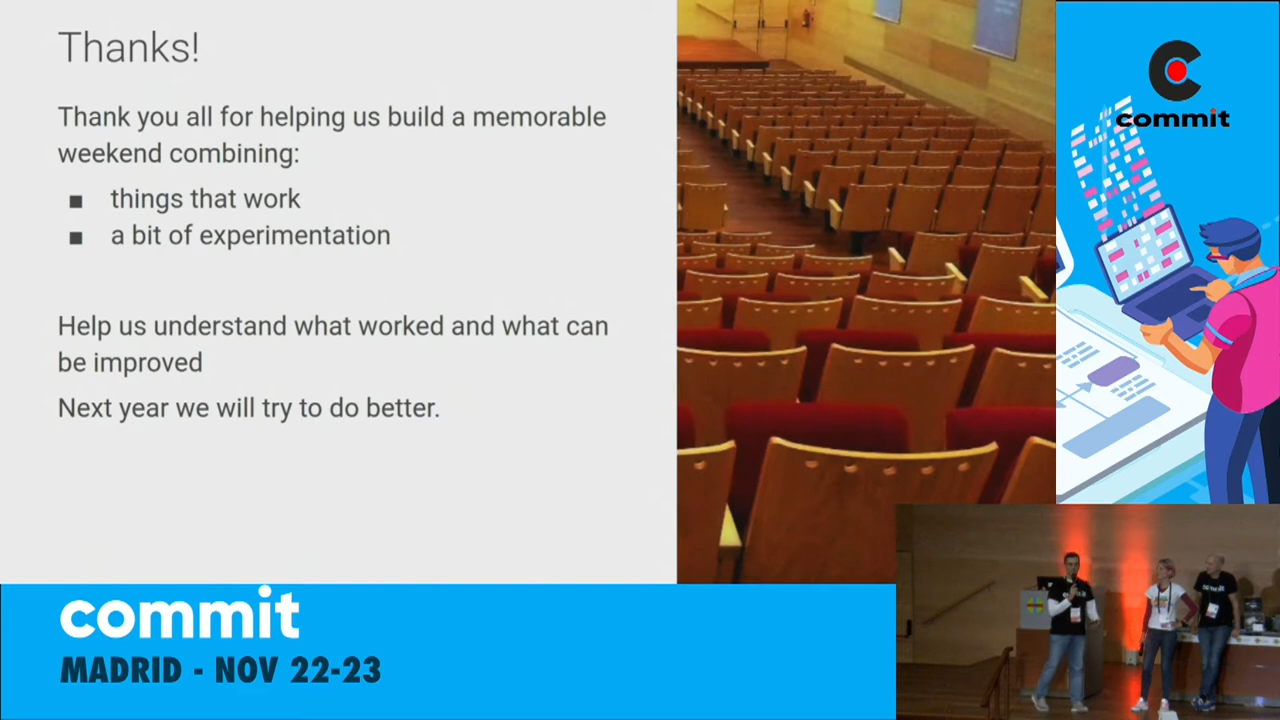 Thanks!
Thank you all for helping us build a memorable
weekend combining:
■ things that work
■ a bit of experimentation
Help us understand what worked and what can
be improved
Next year we will try to do better.
commit
commit
MADRID - NOV 22-23